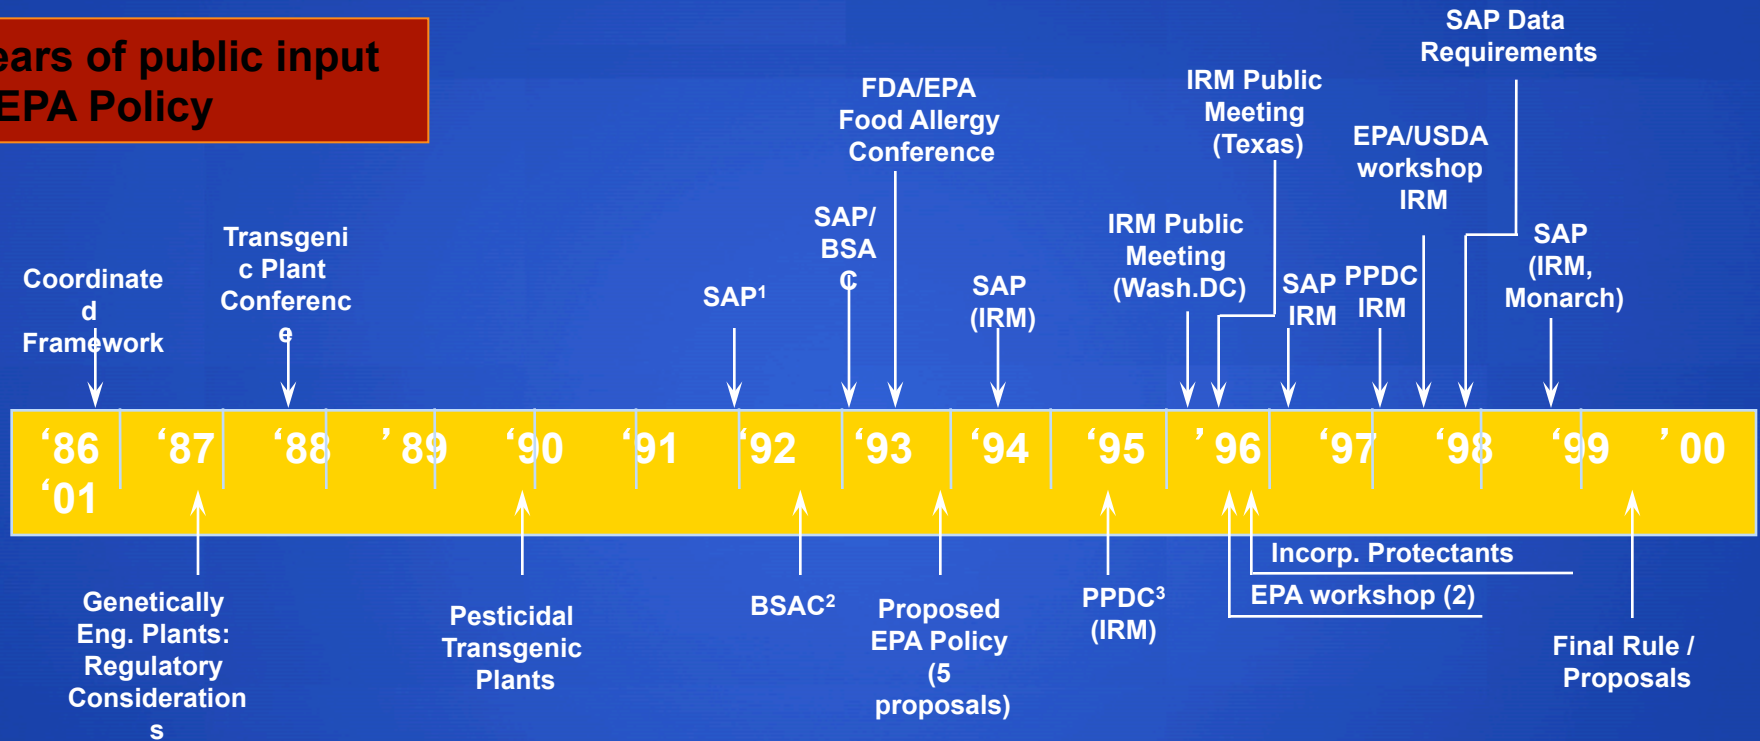 ears of public input
EPA Policy
SAP Data
Requirements
IRM Public
Meeting
(Texas)
FDA/EPA
Food Allergy
Conference
EPA/USDA
workshop
IRM
SAP/
BSA
C
IRM Public
Meeting
(Wash.DC)
Transgeni
c Plant
Conferenc
e
SAP
(IRM,
Monarch)
Coordinate
d
Framework
SAP¹
SAP
(IRM)
SAP
IRM
PPDC
IRM
‘86 ‘87 ‘88 ’89 ‘90 ‘91 ‘92 ‘93 ‘94 ‘95 ’96 ‘97 ‘98 ‘99 ’00
‘01
Incorp. Protectants
EPA workshop (2)
Genetically
Eng. Plants:
Regulatory
Consideration
s
Pesticidal
Transgenic
Plants
BSAC²
Proposed
EPA Policy
(5
proposals)
PPDC³
(IRM)
Final Rule /
Proposals